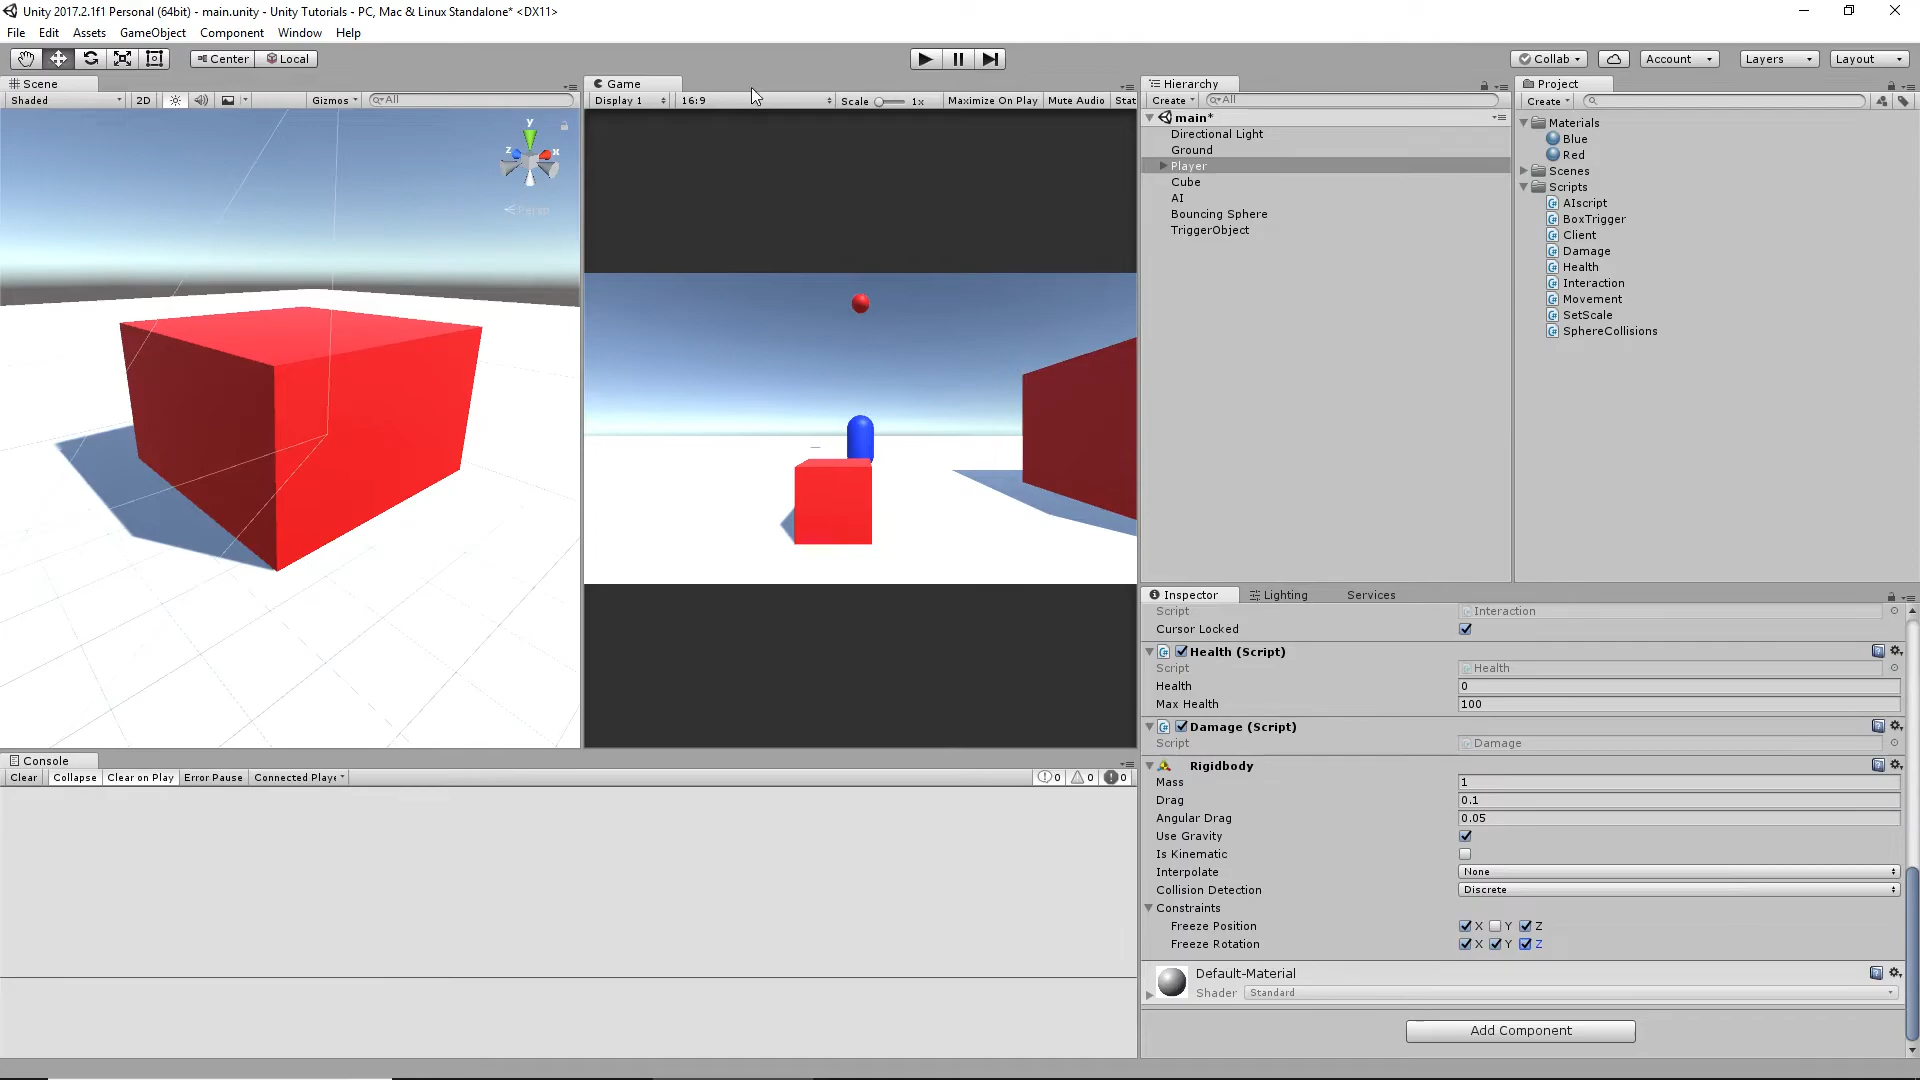 Unity 2017.2.1f1 Personal (64bit) - main.unity - Unity Tutorials - PC, Mac & Linux Standalone* <DX11>
File Edit Assets GameObject Component Window Help
Center Local Collab Account Layers Layout
Scene
Shaded 2D Gizmos All
y
z x
Persp
Game
Display 1 16:9 Scale 1x Maximize On Play Mute Audio Stat
Hierarchy
Create All
main*
Directional Light
Ground
Player
Cube
AI
Bouncing Sphere
TriggerObject
Project
Create
Materials
Blue
Red
Scenes
Scripts
AIscript
BoxTrigger
Client
Damage
Health
Interaction
Movement
SetScale
SphereCollisions
Inspector Lighting Services
Script Interaction
Cursor Locked
Health (Script)
Script Health
Health 0
Max Health 100
Damage (Script)
Script Damage
Rigidbody
Mass 1
Drag 0.1
Angular Drag 0.05
Use Gravity
Is Kinematic
Interpolate None
Collision Detection Discrete
Constraints
Freeze Position X Y Z
Freeze Rotation X Y Z
Default-Material
Shader Standard
Add Component
Console
Clear Collapse Clear on Play Error Pause Connected Playe 0 0 0